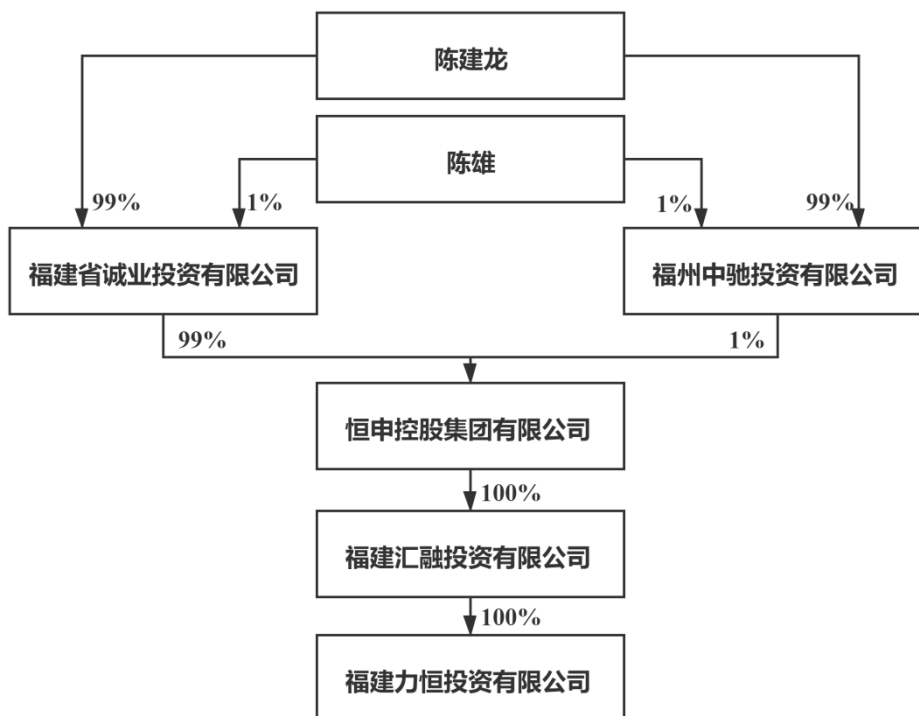 陈建龙
陈雄
99%
1%
1%
99%
福建省诚业投资有限公司
福州中驰投资有限公司
99%
1%
恒申控股集团有限公司
100%
福建汇融投资有限公司
100%
福建力恒投资有限公司